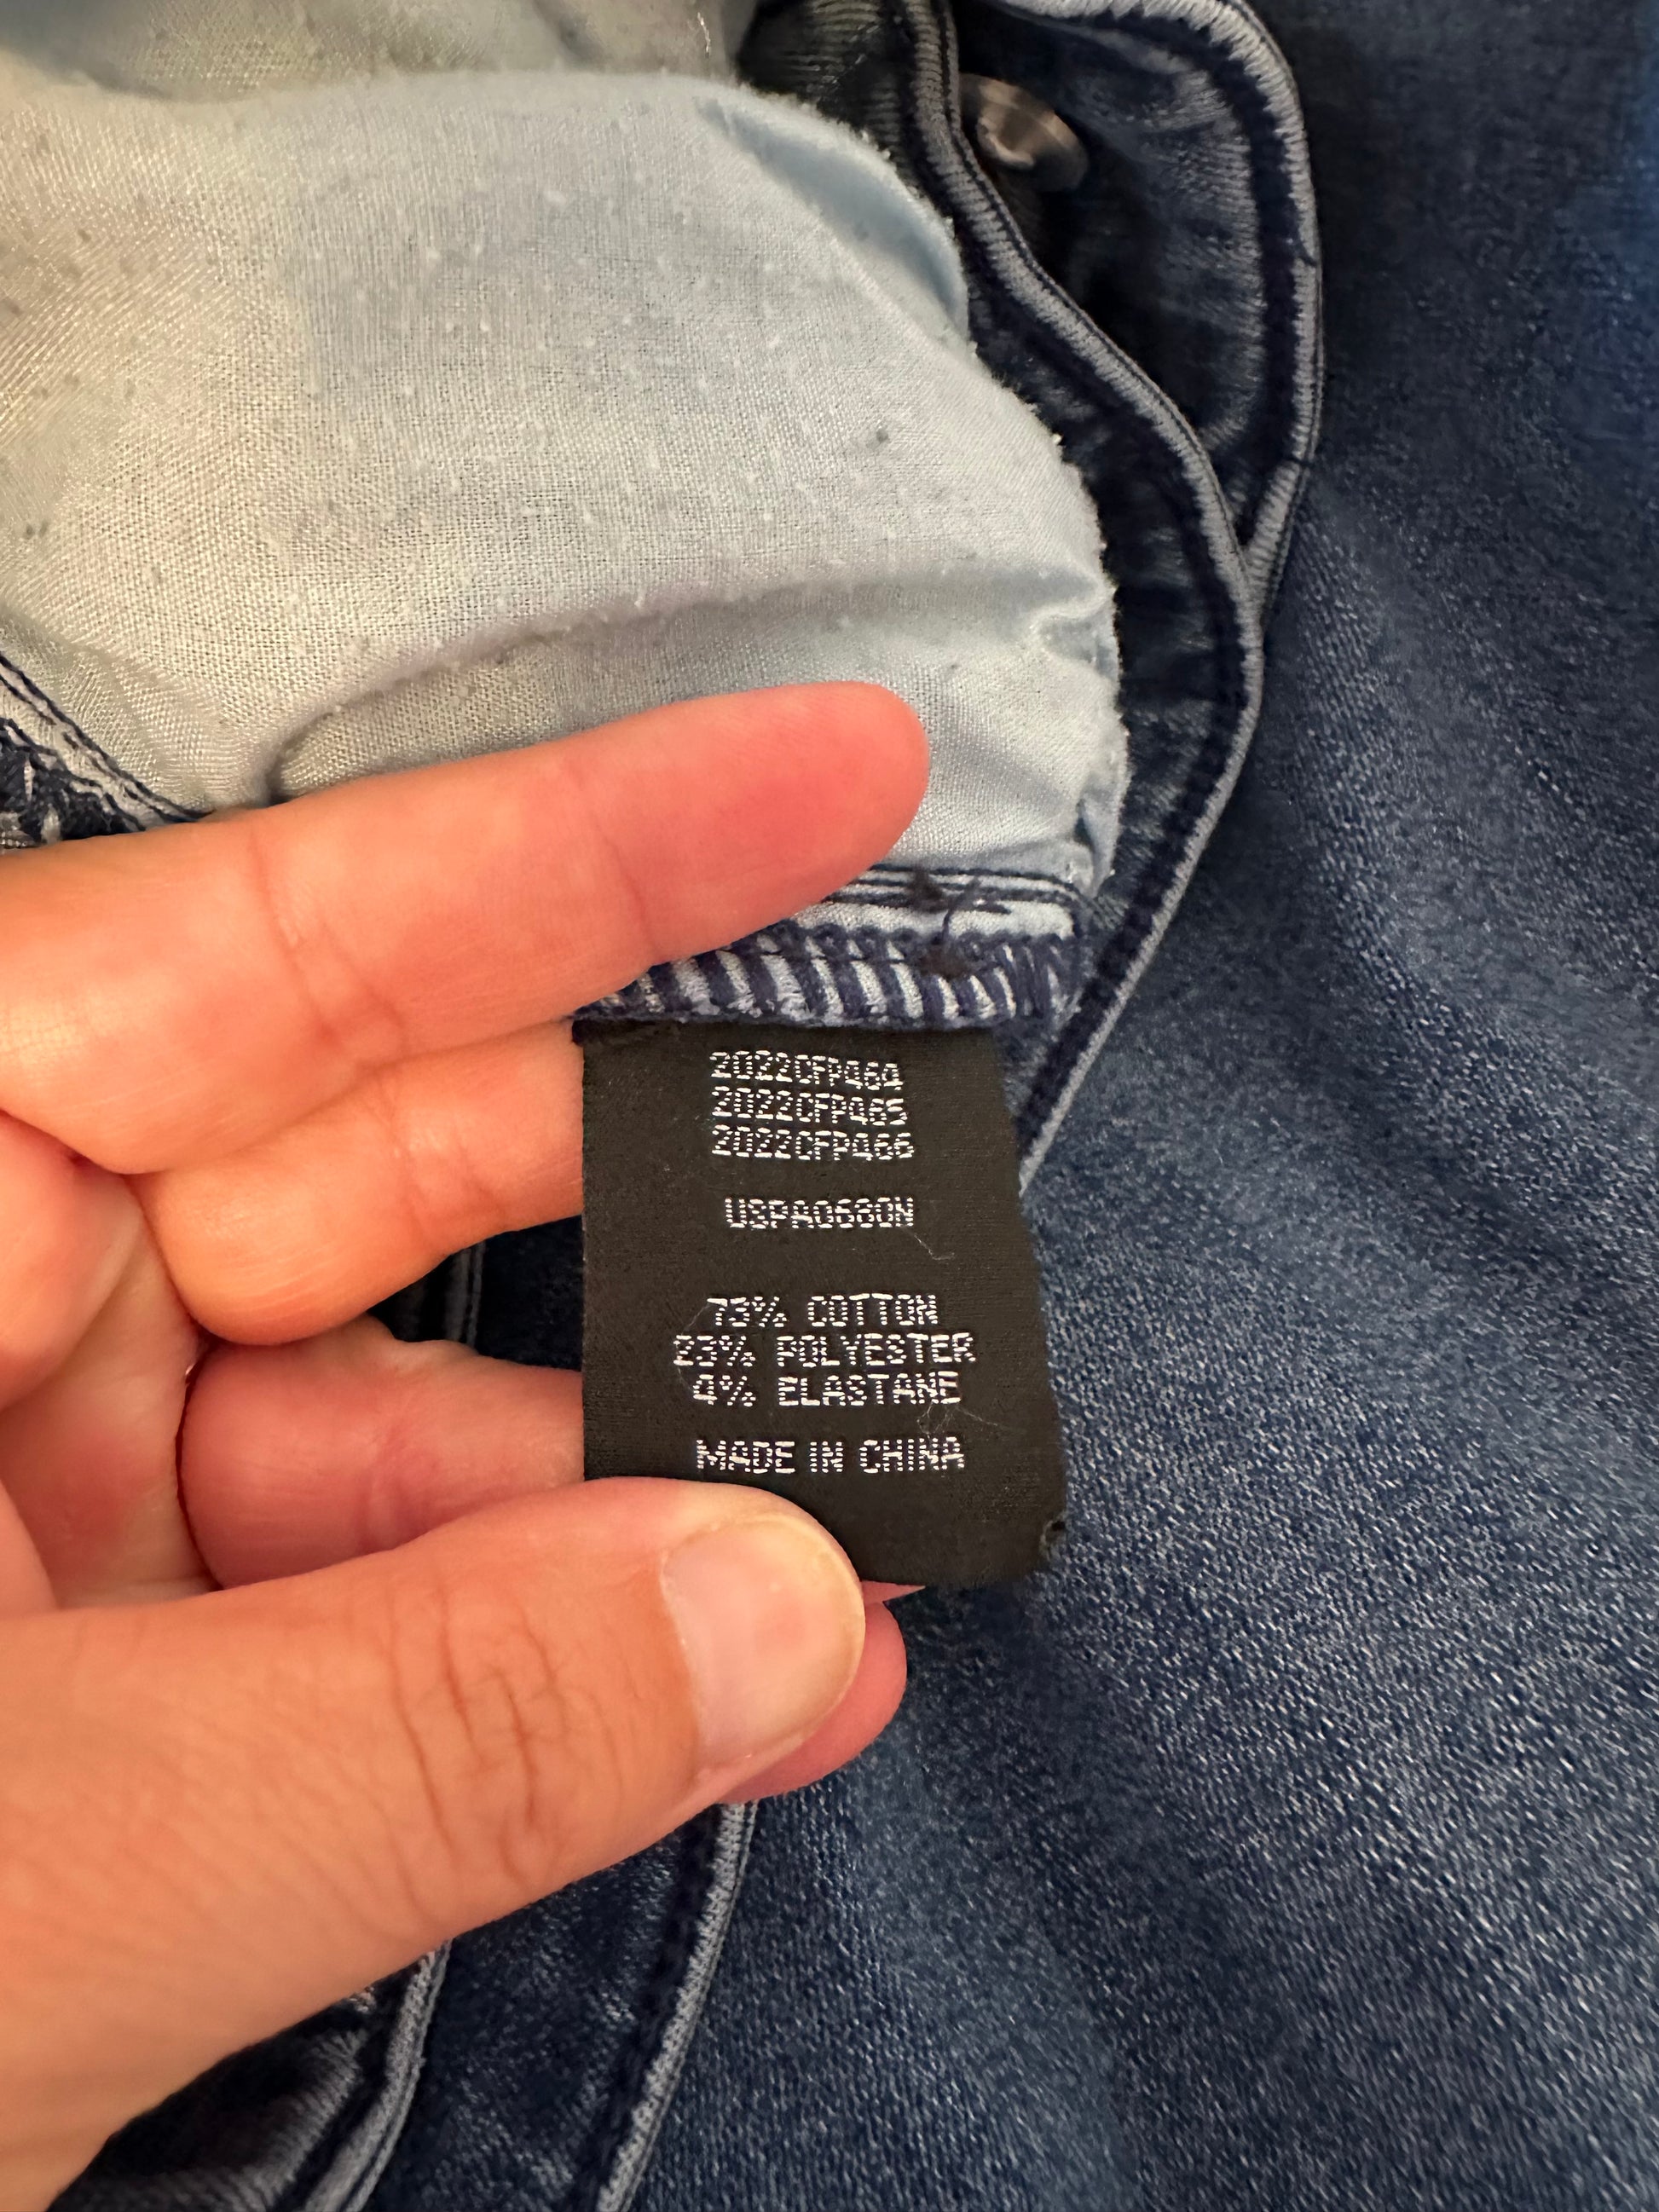 2022CFP464
2022CFP465
2022CFP466
USPA0680N
73% COTTON
23% POLYESTER
4% ELASTANE
MADE IN CHINA